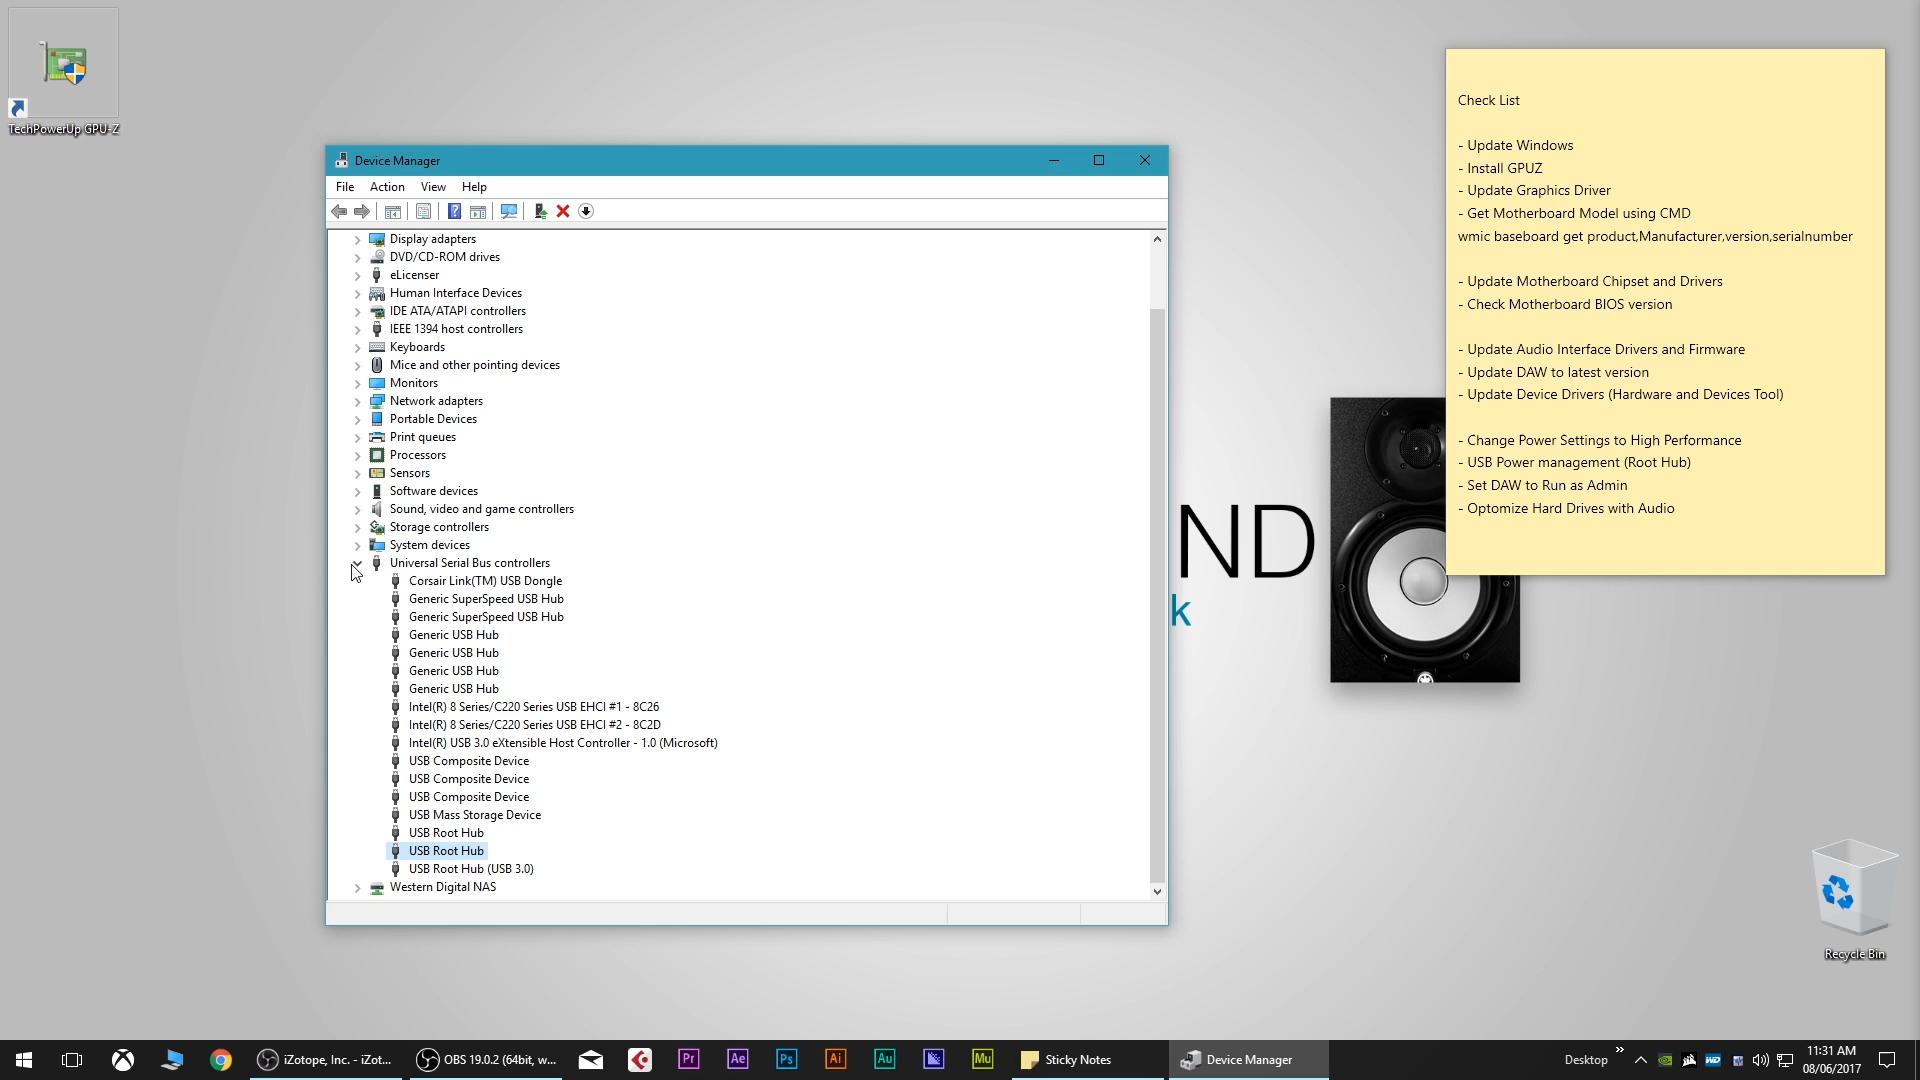 TechPowerUp GPU-Z
Device Manager
File Action View Help
Display adapters
DVD/CD-ROM drives
eLicenser
Human Interface Devices
IDE ATA/ATAPI controllers
IEEE 1394 host controllers
Keyboards
Mice and other pointing devices
Monitors
Network adapters
Portable Devices
Print queues
Processors
Sensors
Software devices
Sound, video and game controllers
Storage controllers
System devices
Universal Serial Bus controllers
Corsair Link(TM) USB Dongle
Generic SuperSpeed USB Hub
Generic SuperSpeed USB Hub
Generic USB Hub
Generic USB Hub
Generic USB Hub
Generic USB Hub
Intel(R) 8 Series/C220 Series USB EHCI #1 - 8C26
Intel(R) 8 Series/C220 Series USB EHCI #2 - 8C2D
Intel(R) USB 3.0 eXtensible Host Controller - 1.0 (Microsoft)
USB Composite Device
USB Composite Device
USB Composite Device
USB Mass Storage Device
USB Root Hub
USB Root Hub
USB Root Hub (USB 3.0)
Western Digital NAS
ND
k
Check List
- Update Windows
- Install GPUZ
- Update Graphics Driver
- Get Motherboard Model using CMD
wmic baseboard get product,Manufacturer,version,serialnumber
- Update Motherboard Chipset and Drivers
- Check Motherboard BIOS version
- Update Audio Interface Drivers and Firmware
- Update DAW to latest version
- Update Device Drivers (Hardware and Devices Tool)
- Change Power Settings to High Performance
- USB Power management (Root Hub)
- Set DAW to Run as Admin
- Optomize Hard Drives with Audio
Recycle Bin
iZotope, Inc. - iZot...
OBS 19.0.2 (64bit, w...
Pr
Ae
Ps
Ai
Au
Mu
Sticky Notes
Device Manager
Desktop
WD
11:31 AM
08/06/2017